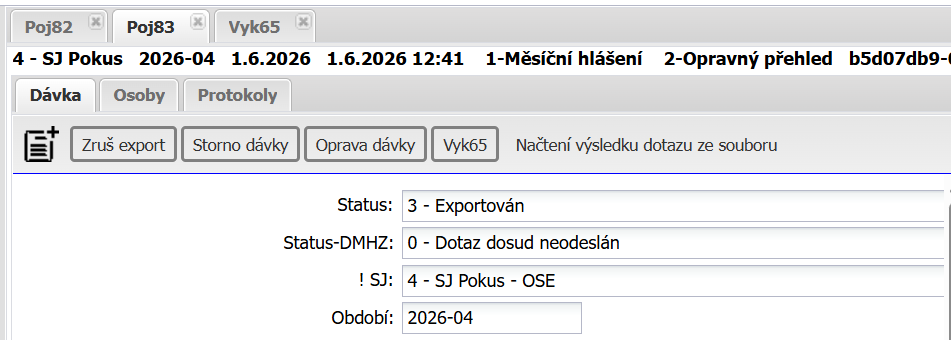 Poj82 Poj83 Vyk65
4 - SJ Pokus 2026-04 1.6.2026 1.6.2026 12:41 1-Měsíční hlášení 2-Opravný přehled b5d07db9-
Dávka Osoby Protokoly
Zruš export Storno dávky Oprava dávky Vyk65 Načtení výsledku dotazu ze souboru
Status: 3 - Exportován
Status-DMHZ: 0 - Dotaz dosud neodeslán
! SJ: 4 - SJ Pokus - OSE
Období: 2026-04